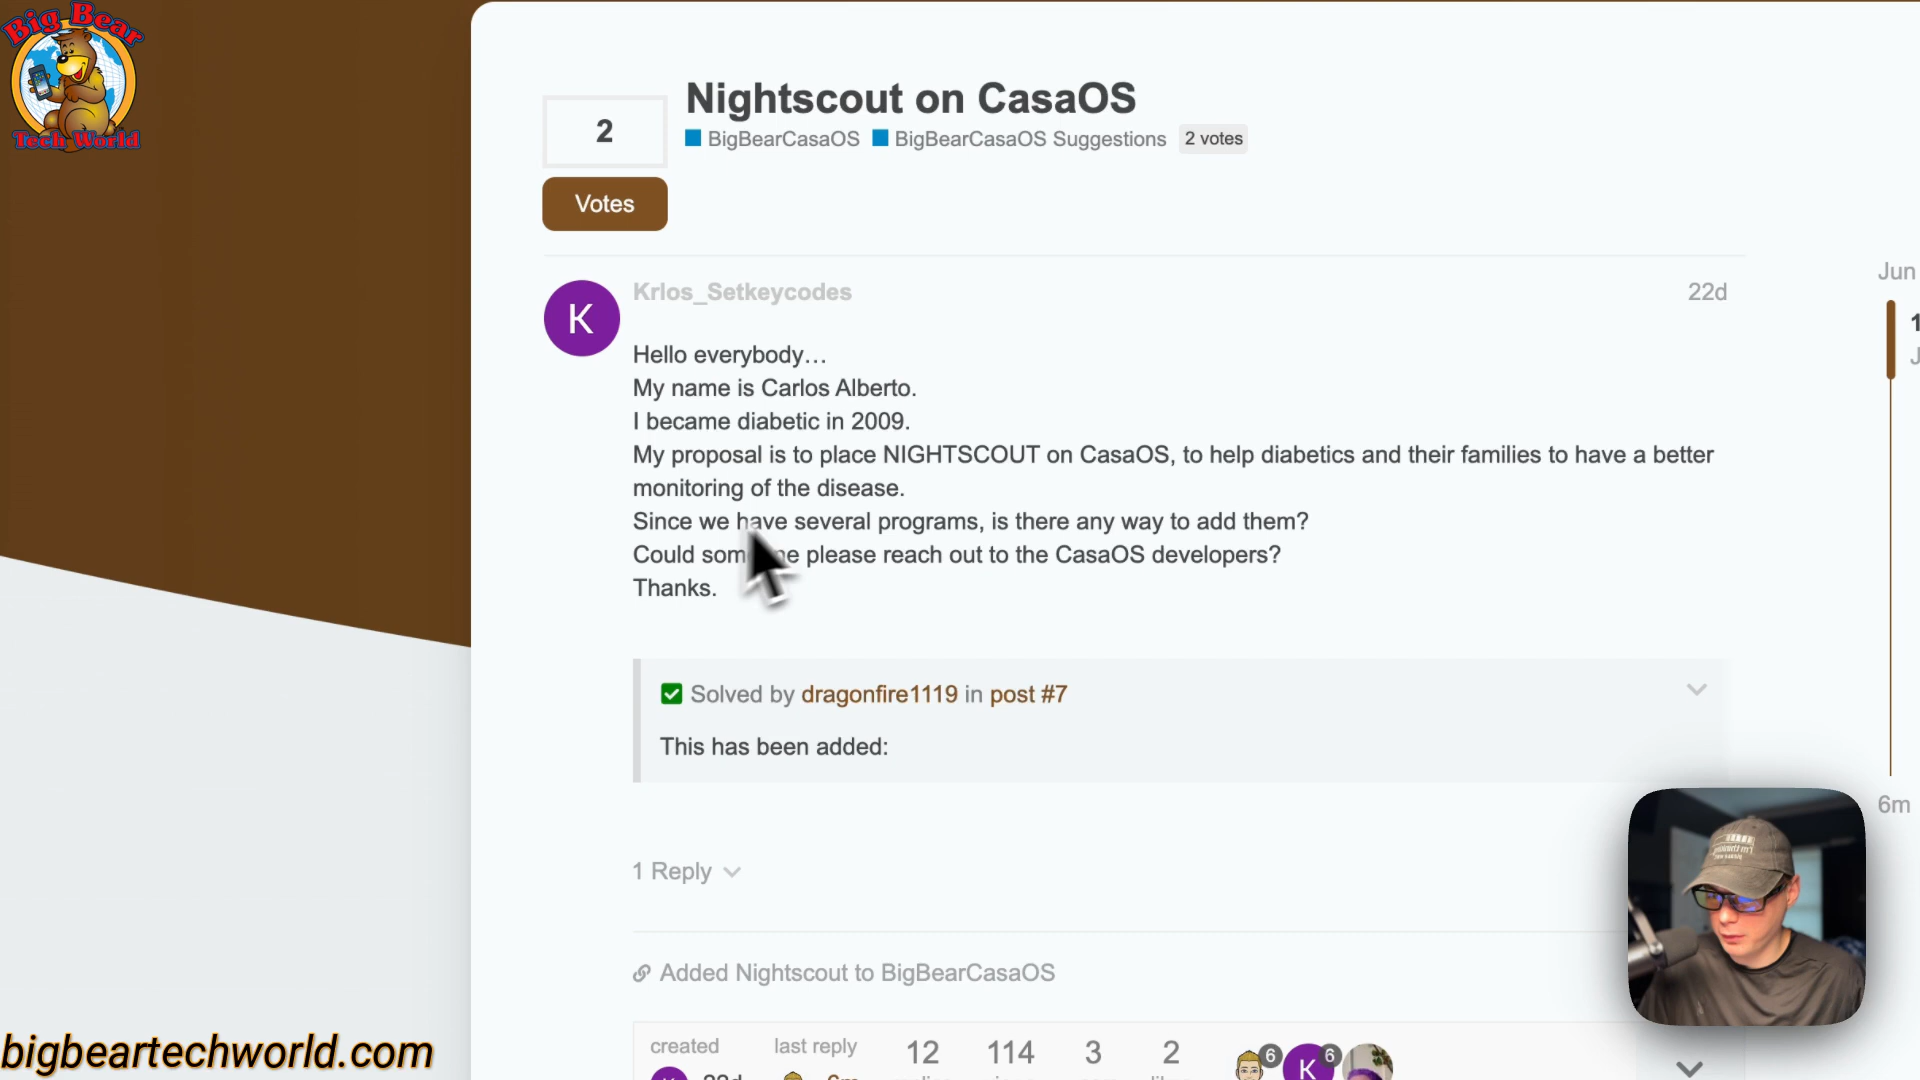 Big Bear
Tech World
Nightscout on CasaOS
2
BigBearCasaOS BigBearCasaOS Suggestions 2 votes
Votes
Krlos_Setkeycodes
22d
Jun
K
Hello everybody…
My name is Carlos Alberto.
I became diabetic in 2009.
My proposal is to place NIGHTSCOUT on CasaOS, to help diabetics and their families to have a better
monitoring of the disease.
Since we have several programs, is there any way to add them?
Could please reach out to the CasaOS developers?
Thanks.
Solved by dragonfire1119 in post #7
This has been added:
6m
1 Reply
Added Nightscout to BigBearCasaOS
created last reply 12 114 3 2 6 K 6
22d 6m
bigbeartechworld.com